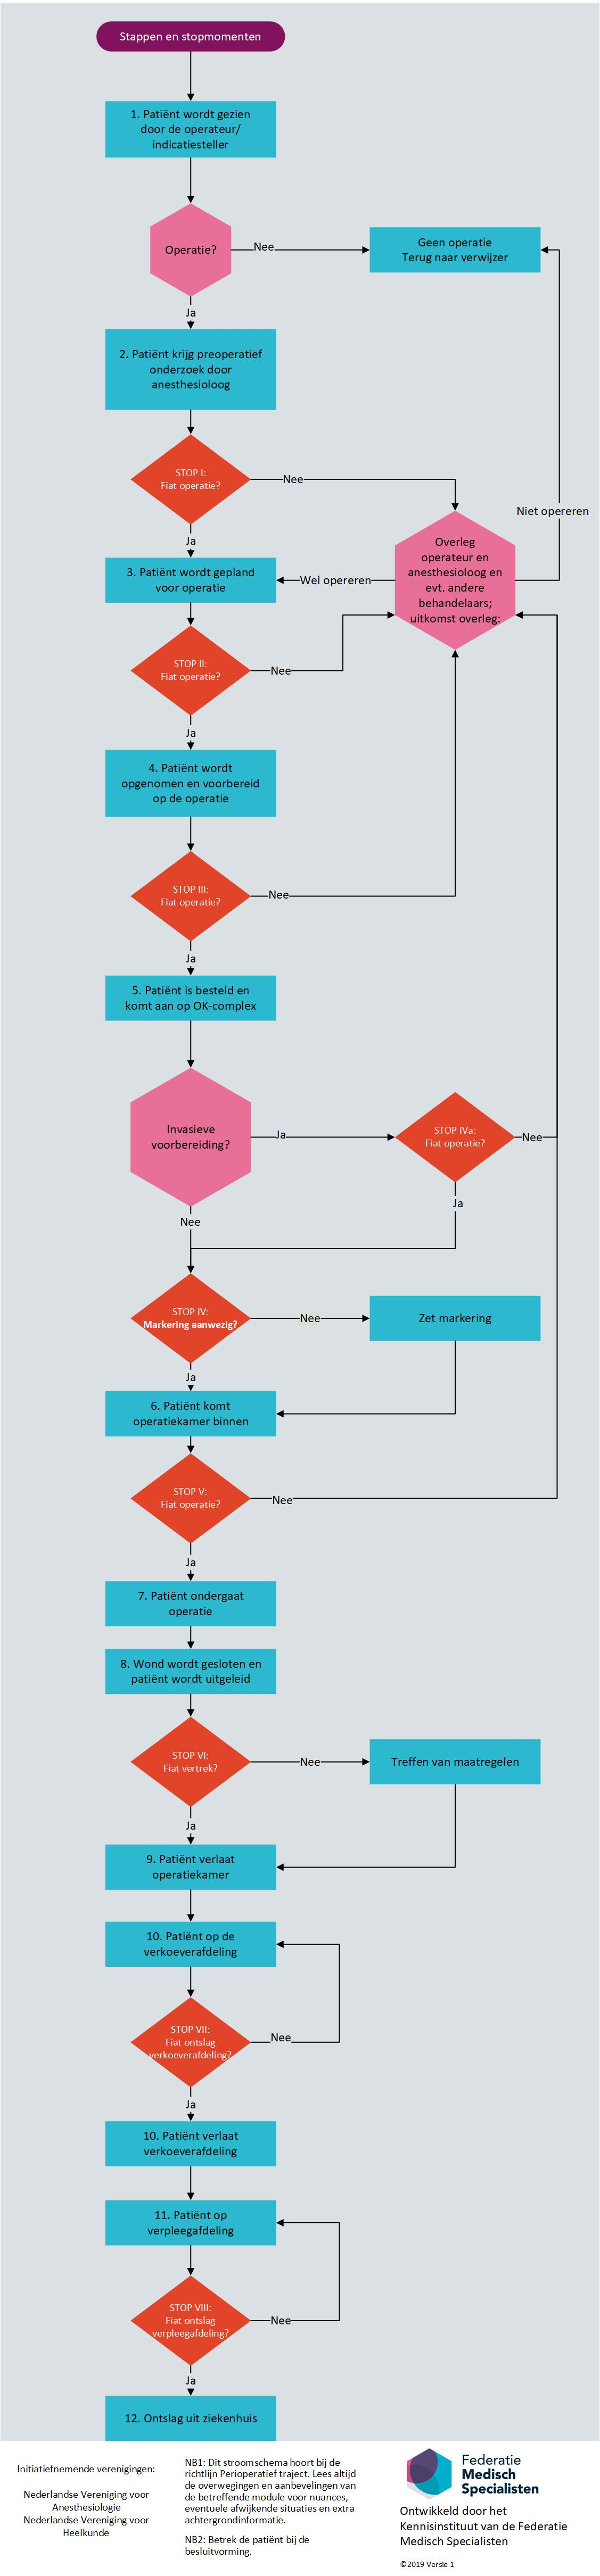 Stappen en stopmomenten
1. Patiënt wordt gezien
door de operateur/
indicatiesteller
Operatie?
Nee
Geen operatie
Terug naar verwijzer
Ja
2. Patiënt krijg preoperatief
onderzoek door
anesthesioloog
STOP I:
Fiat operatie?
Nee
Niet opereren
Overleg
operateur en
anesthesioloog en
evt. andere
behandelaars;
uitkomst overleg:
Ja
3. Patiënt wordt gepland
voor operatie
Wel opereren
STOP II:
Fiat operatie?
Nee
Ja
4. Patiënt wordt
opgenomen en voorbereid
op de operatie
STOP III:
Fiat operatie?
Nee
Ja
5. Patiënt is besteld en
komt aan op OK-complex
Invasieve
voorbereiding?
Ja
STOP IVa:
Fiat operatie?
Nee
Ja
Nee
STOP IV:
Markering aanwezig?
Nee
Zet markering
Ja
6. Patiënt komt
operatiekamer binnen
STOP V:
Fiat operatie?
Nee
Ja
7. Patiënt ondergaat
operatie
8. Wond wordt gesloten en
patiënt wordt uitgeleid
STOP VI:
Fiat vertrek?
Nee
Treffen van maatregelen
Ja
9. Patiënt verlaat
operatiekamer
10. Patiënt op de
verkoeverafdeling
STOP VII:
Fiat ontslag
verkoeverafdeling?
Nee
Ja
10. Patiënt verlaat
verkoeverafdeling
11. Patiënt op
verpleegafdeling
STOP VIII:
Fiat ontslag
verpleegafdeling?
Nee
Ja
12. Ontslag uit ziekenhuis
Initiatiefnemende verenigingen:
Nederlandse Vereniging voor
Anesthesiologie
Nederlandse Vereniging voor
Heelkunde
NB1: Dit stroomschema hoort bij de
richtlijn Perioperatief traject. Lees altijd
de overwegingen en aanbevelingen van
de betreffende module voor nuances,
eventuele afwijkende situaties en extra
achtergrondinformatie.
NB2: Betrek de patiënt bij de
besluitvorming.
Federatie
Medisch
Specialisten
Ontwikkeld door het
Kennisinstituut van de Federatie
Medisch Specialisten
©2019 Versie 1